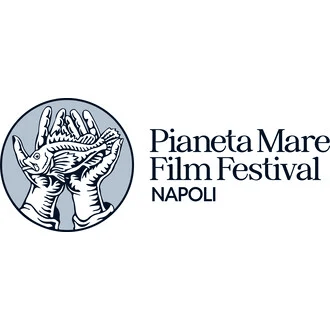 Pianeta Mare
Film Festival
NAPOLI